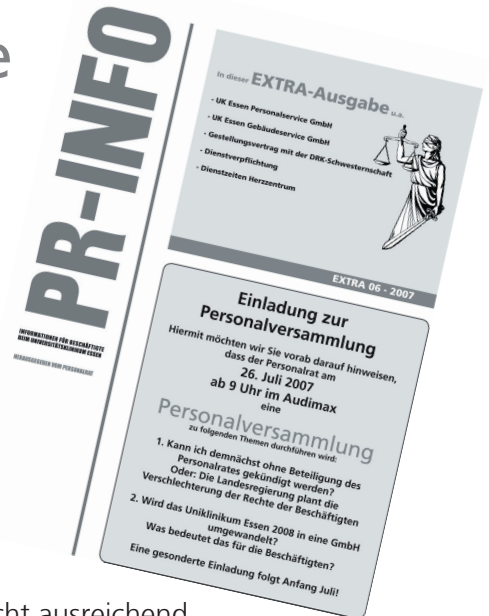 e
PR-INFO
INFORMATIONEN FÜR BESCHÄFTIGTE
BEIM UNIVERSITÄTSKLINIKUM ESSEN
HERAUSGEGEBEN VOM PERSONALRAT
In dieser EXTRA-Ausgabe u.a.
- UK Essen Personalservice GmbH
- UK Essen Gebäudeservice GmbH
- Gestellungsvertrag mit der DRK-Schwesternschaft
- Dienstverpflichtung
- Dienstzeiten Herzzentrum
EXTRA 06 - 2007
Einladung zur
Personalversammlung
Hiermit möchten wir Sie vorab darauf hinweisen,
dass der Personalrat am
26. Juli 2007
ab 9 Uhr im Audimax
eine
Personalversammlung
zu folgenden Themen durchführen wird:
1. Kann ich demnächst ohne Beteiligung des
Personalrates gekündigt werden?
Oder: Die Landesregierung plant die
Verschlechterung der Rechte der Beschäftigten
2. Wird das Uniklinikum Essen 2008 in eine GmbH
umgewandelt?
Was bedeutet das für die Beschäftigten?
Eine gesonderte Einladung folgt Anfang Juli!
cht ausreichend